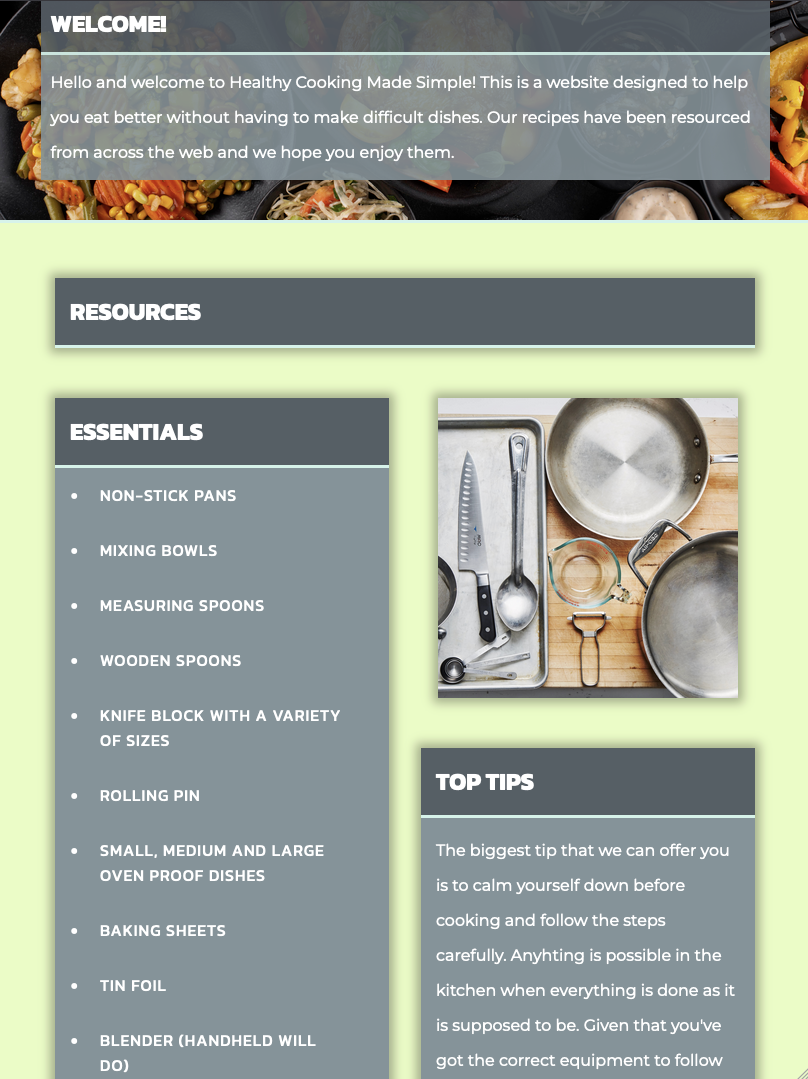 WELCOME!
Hello and welcome to Healthy Cooking Made Simple! This is a website designed to help
you eat better without having to make difficult dishes. Our recipes have been resourced
from across the web and we hope you enjoy them.
RESOURCES
ESSENTIALS
• NON-STICK PANS
• MIXING BOWLS
• MEASURING SPOONS
• WOODEN SPOONS
• KNIFE BLOCK WITH A VARIETY
OF SIZES
• ROLLING PIN
• SMALL, MEDIUM AND LARGE
OVEN PROOF DISHES
• BAKING SHEETS
• TIN FOIL
• BLENDER (HANDHELD WILL
DO)
TOP TIPS
The biggest tip that we can offer you
is to calm yourself down before
cooking and follow the steps
carefully. Anyhting is possible in the
kitchen when everything is done as it
is supposed to be. Given that you've
got the correct equipment to follow